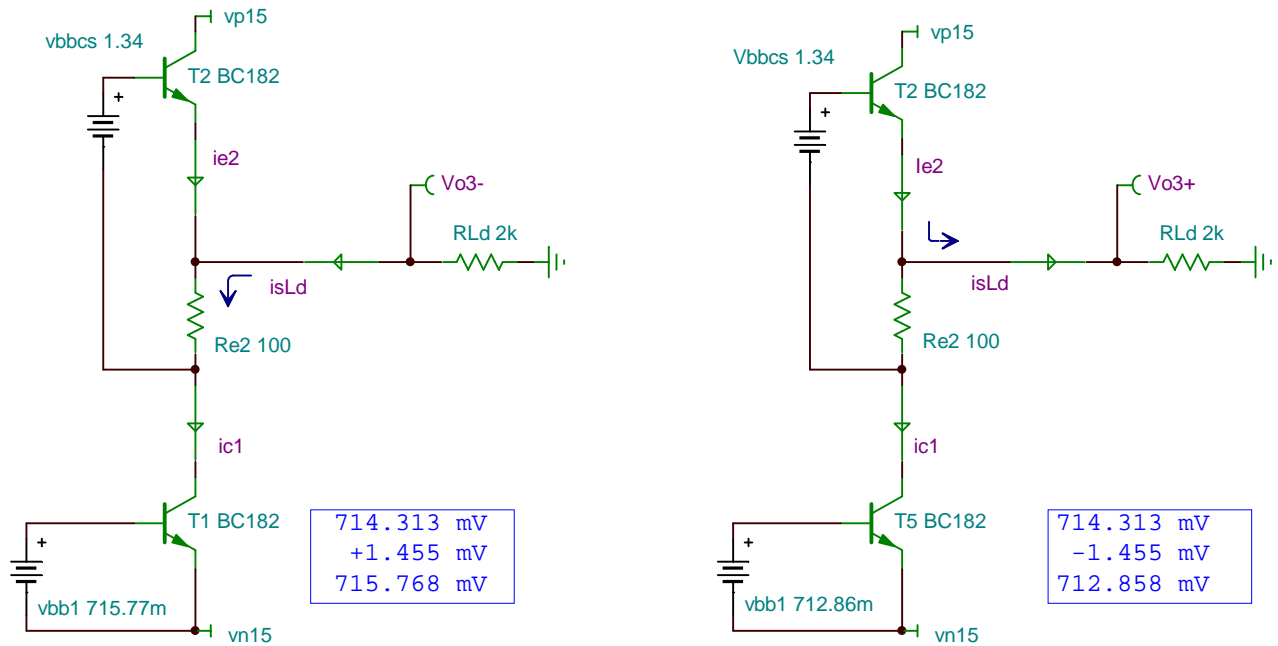 vp15
vbbcs 1.34
+
T2 BC182
ie2
Vo3-
RLd 2k
isLd
Re2 100
ic1
T1 BC182
+
vbb1 715.77m
vn15
714.313 mV
+1.455 mV
715.768 mV
vp15
Vbbcs 1.34
+
T2 BC182
Ie2
Vo3+
RLd 2k
isLd
Re2 100
ic1
T5 BC182
+
vbb1 712.86m
vn15
714.313 mV
-1.455 mV
712.858 mV